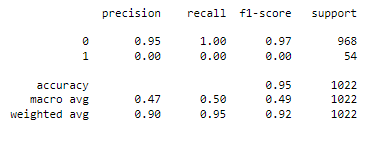 precision recall f1-score support
0 0.95 1.00 0.97 968
1 0.00 0.00 0.00 54
accuracy 0.95 1022
macro avg 0.47 0.50 0.49 1022
weighted avg 0.90 0.95 0.92 1022